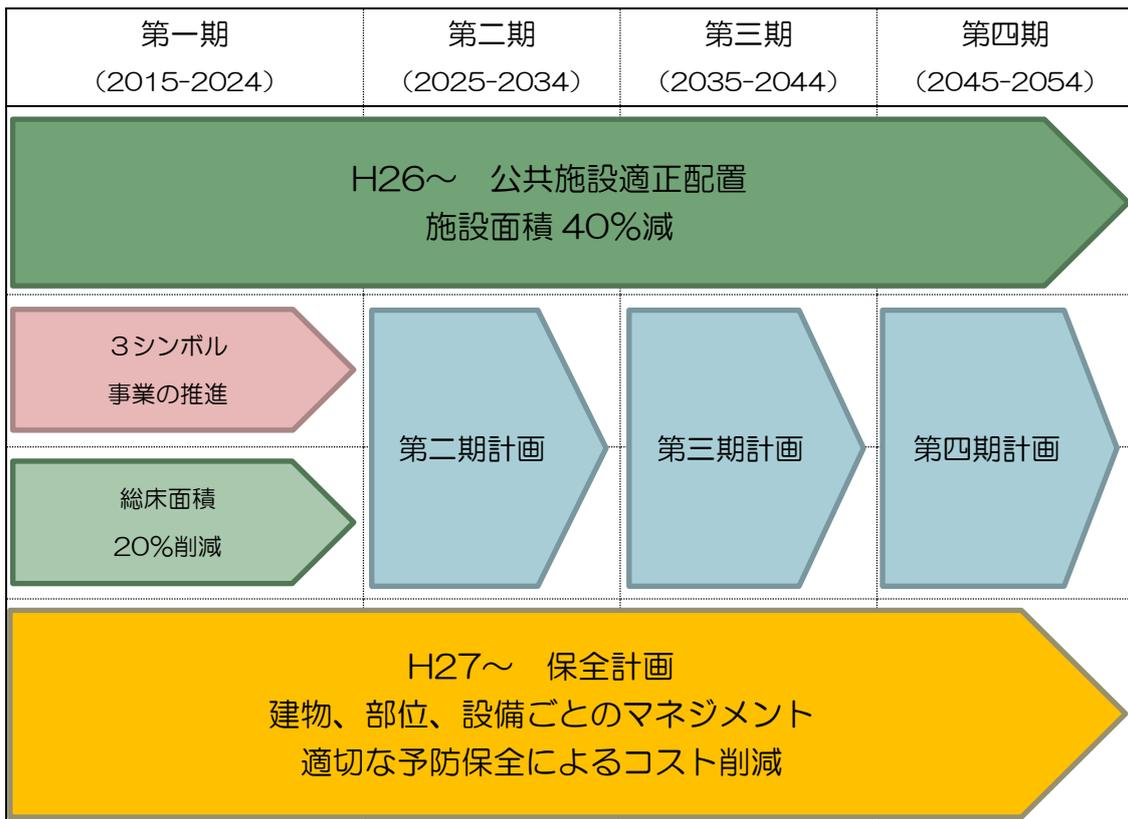 第一期
（2015-2024）
第二期
（2025-2034）
第三期
（2035-2044）
第四期
（2045-2054）
H26～　公共施設適正配置
施設面積 40％減
３シンボル
事業の推進
総床面積
20％削減
第二期計画
第三期計画
第四期計画
H27～　保全計画
建物、部位、設備ごとのマネジメント
適切な予防保全によるコスト削減